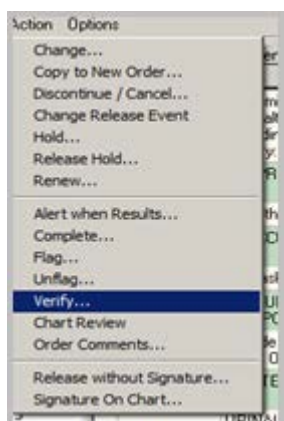 Action Options
Change...
Copy to New Order...
Discontinue / Cancel...
Change Release Event
Hold...
Release Hold...
Renew...
Alert when Results...
Complete...
Flag...
Unflag...
Verify...
Chart Review
Order Comments...
Release without Signature...
Signature On Chart...